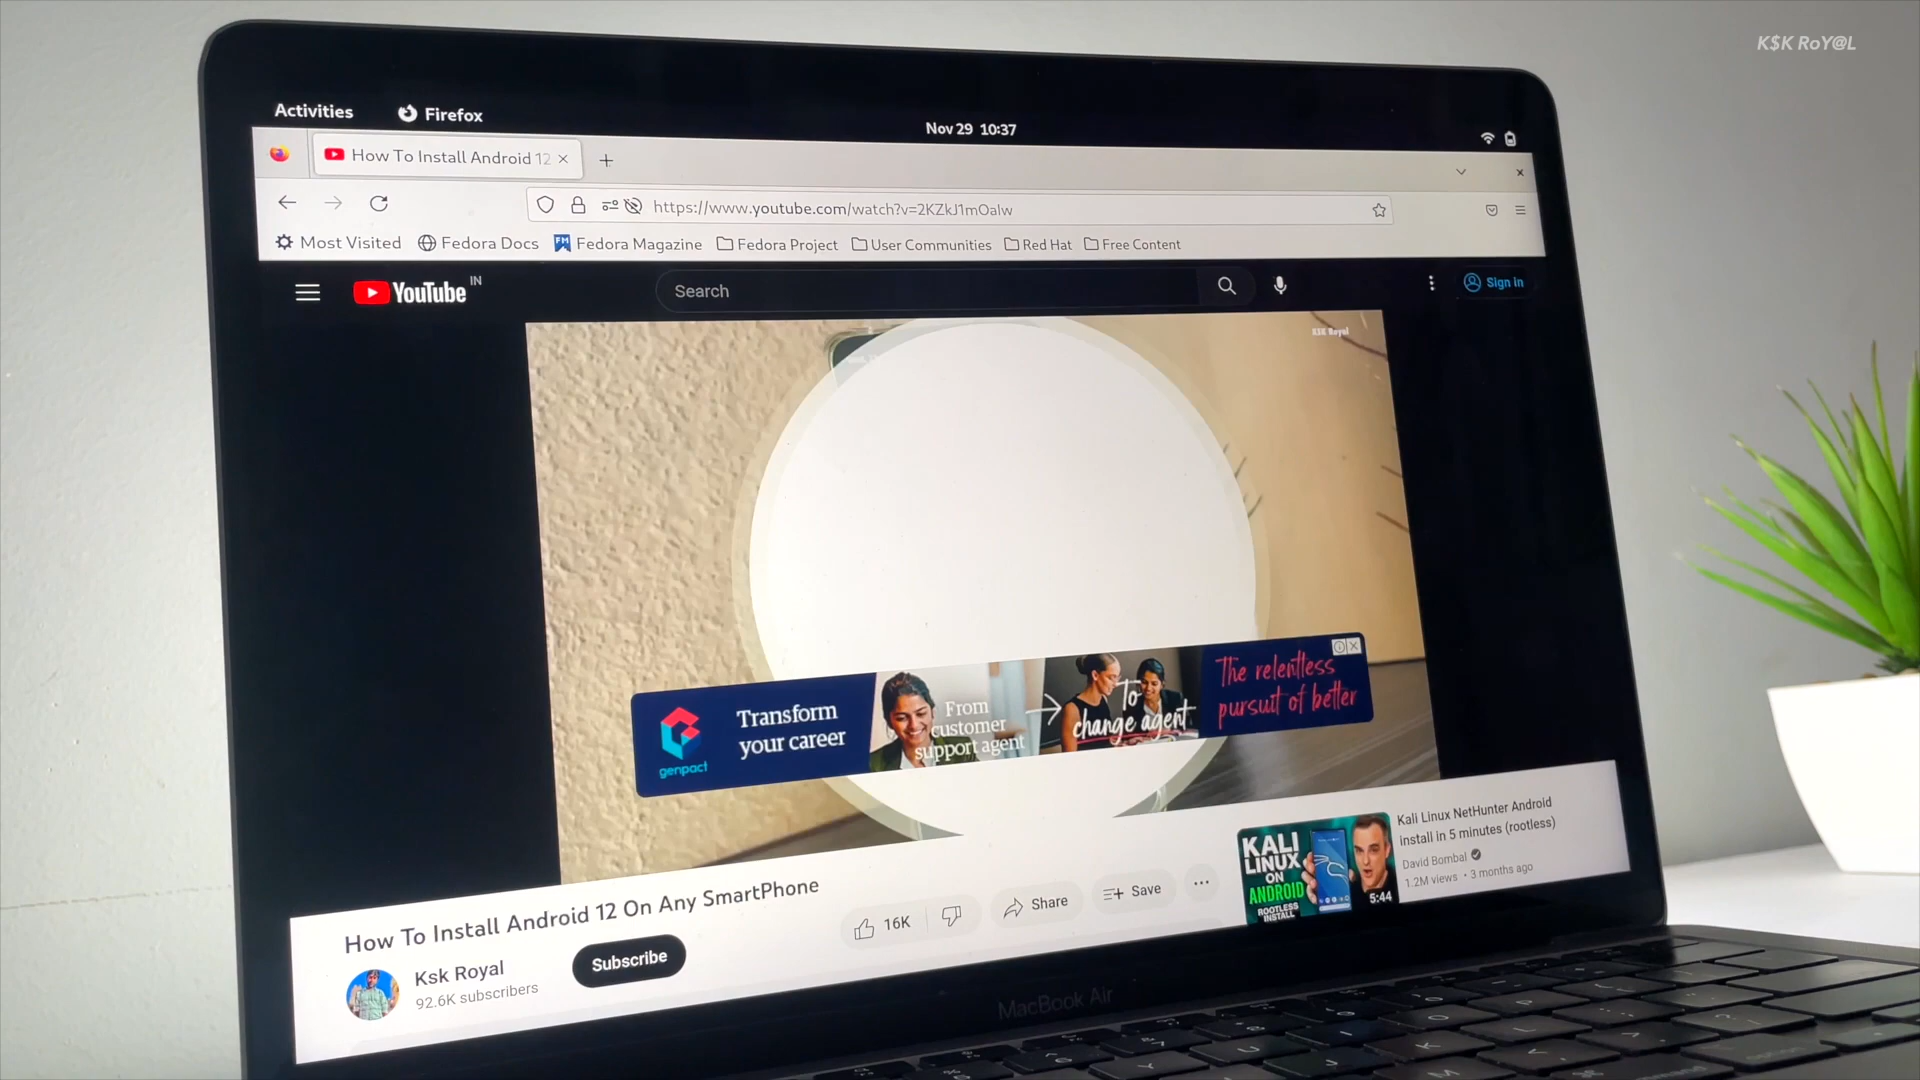 K$K RoY@L
Activities
Firefox
Nov 29 10:37
How To Install Android 12
https://www.youtube.com/watch?v=2KZkJ1mOalw
Most Visited
Fedora Docs
Fedora Magazine
Fedora Project
User Communities
Red Hat
Free Content
YouTube IN
Search
Sign in
KSK Royal
genpact
Transform
your career
From
customer
support agent
To
change agent
The relentless
pursuit of better
How To Install Android 12 On Any SmartPhone
Ksk Royal
92.6K subscribers
Subscribe
16K
Share
Save
KALI
LINUX
ON
ANDROID
ROOTLESS
INSTALL
5:44
Kali Linux NetHunter Android
install in 5 minutes (rootless)
David Bombal
1.2M views • 3 months ago
MacBook Air